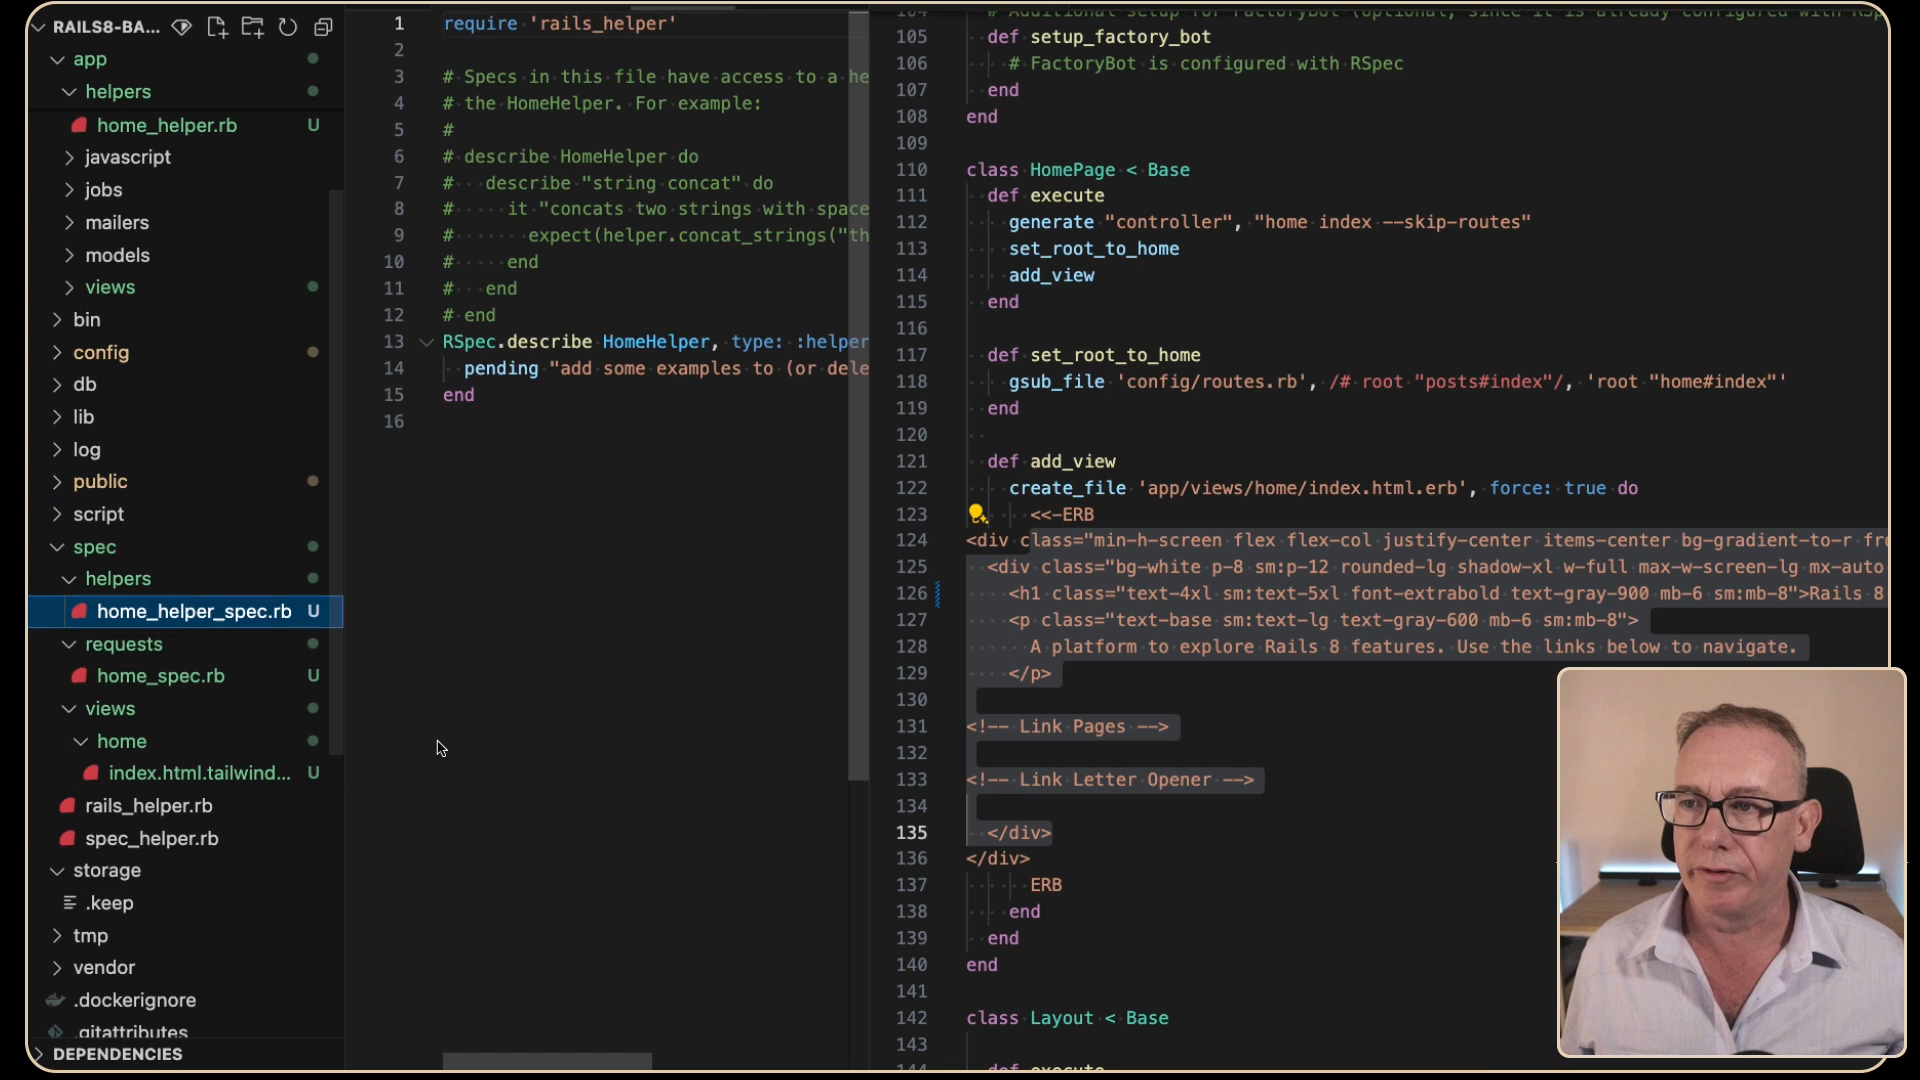 RAILS8-BA...
app
helpers
home_helper.rb U
javascript
jobs
mailers
models
views
bin
config
db
lib
log
public
script
spec
helpers
home_helper_spec.rb U
requests
home_spec.rb U
views
home
index.html.tailwind... U
rails_helper.rb
spec_helper.rb
storage
.keep
tmp
vendor
.dockerignore
.gitattributes
DEPENDENCIES
1 require 'rails_helper'
2
3 # Specs in this file have access to a he
4 # the HomeHelper. For example:
5 #
6 # describe HomeHelper do
7 #   describe "string concat" do
8 #     it "concats two strings with space
9 #       expect(helper.concat_strings("th
10 #     end
11 #   end
12 # end
13 RSpec.describe HomeHelper, type: :helper
14   pending "add some examples to (or dele
15 end
16
104     # Additional setup for FactoryBot (optional, since it is already configured with RSp
105   def setup_factory_bot
106     # FactoryBot is configured with RSpec
107   end
108 end
109
110 class HomePage < Base
111   def execute
112     generate "controller", "home index --skip-routes"
113     set_root_to_home
114     add_view
115   end
116
117   def set_root_to_home
118     gsub_file 'config/routes.rb', /# root "posts#index"/, 'root "home#index"'
119   end
120
121   def add_view
122     create_file 'app/views/home/index.html.erb', force: true do
123       <<-ERB
124 <div class="min-h-screen flex flex-col justify-center items-center bg-gradient-to-r fro
125   <div class="bg-white p-8 sm:p-12 rounded-lg shadow-xl w-full max-w-screen-lg mx-auto
126     <h1 class="text-4xl sm:text-5xl font-extrabold text-gray-900 mb-6 sm:mb-8">Rails 8
127     <p class="text-base sm:text-lg text-gray-600 mb-6 sm:mb-8">
128       A platform to explore Rails 8 features. Use the links below to navigate.
129     </p>
130
131 <!-- Link Pages -->
132
133 <!-- Link Letter Opener -->
134
135   </div>
136 </div>
137       ERB
138     end
139   end
140 end
141
142 class Layout < Base
143
144   def execute